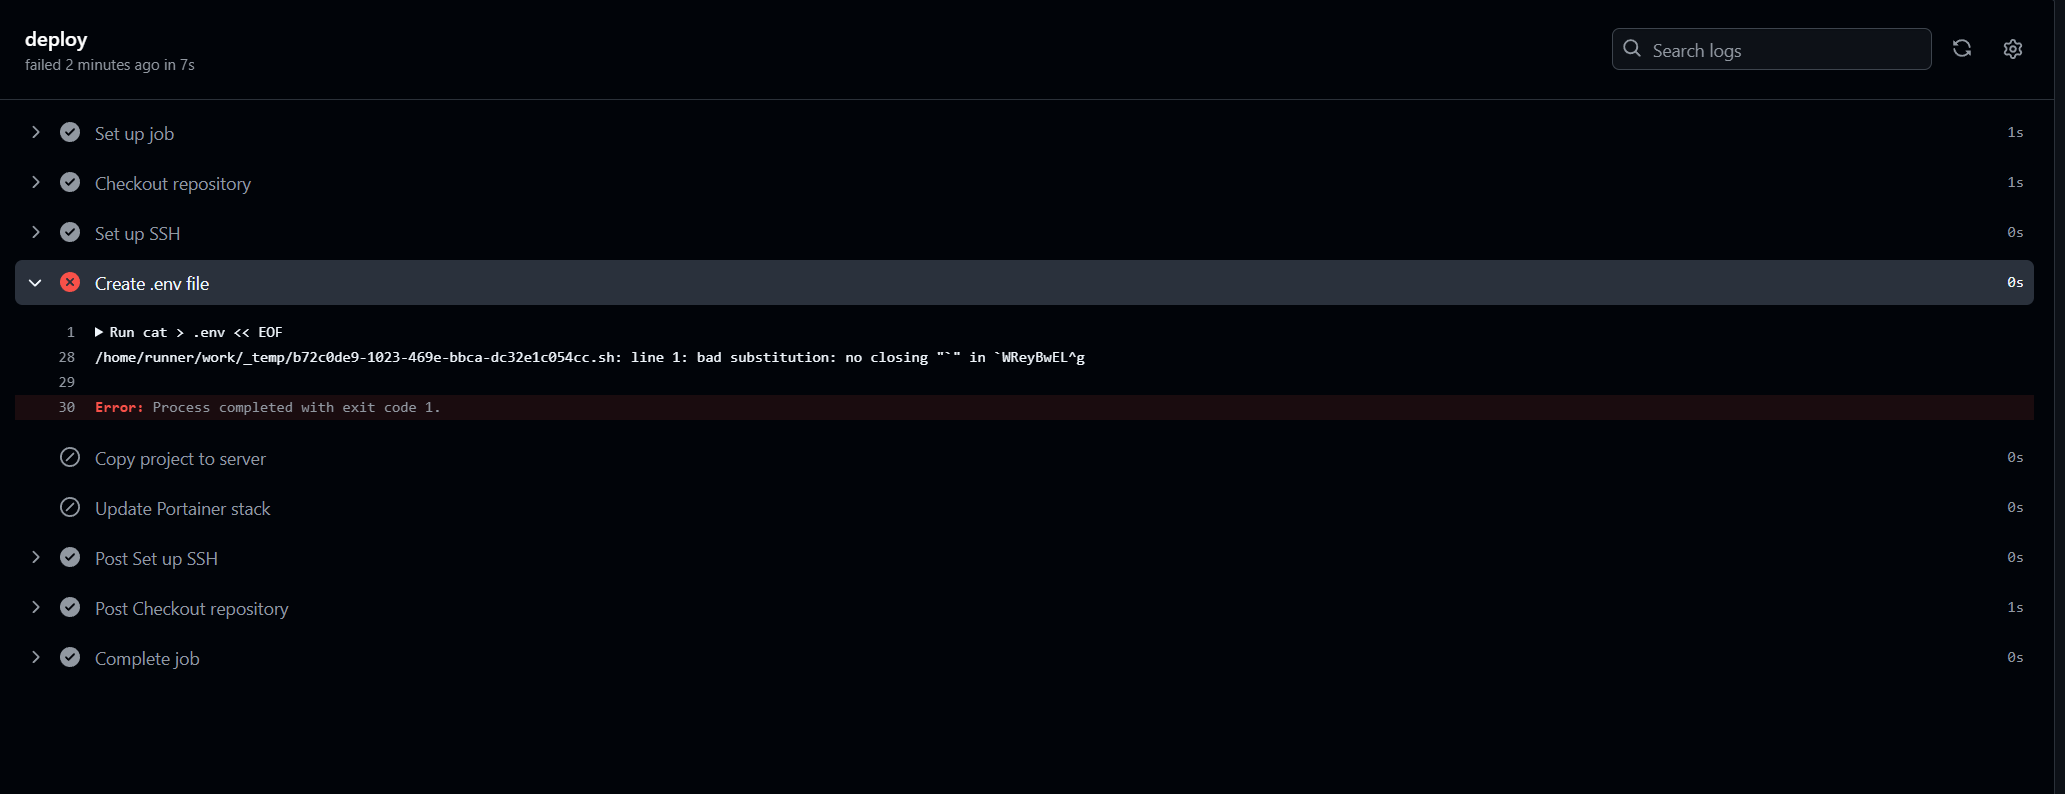 deploy
failed 2 minutes ago in 7s
Search logs
Set up job 1s
Checkout repository 1s
Set up SSH 0s
Create .env file 0s
1 Run cat > .env << EOF
28 /home/runner/work/_temp/b72c0de9-1023-469e-bbca-dc32e1c054cc.sh: line 1: bad substitution: no closing "`" in `WReyBwEL^g
29
30 Error: Process completed with exit code 1.
Copy project to server 0s
Update Portainer stack 0s
Post Set up SSH 0s
Post Checkout repository 1s
Complete job 0s